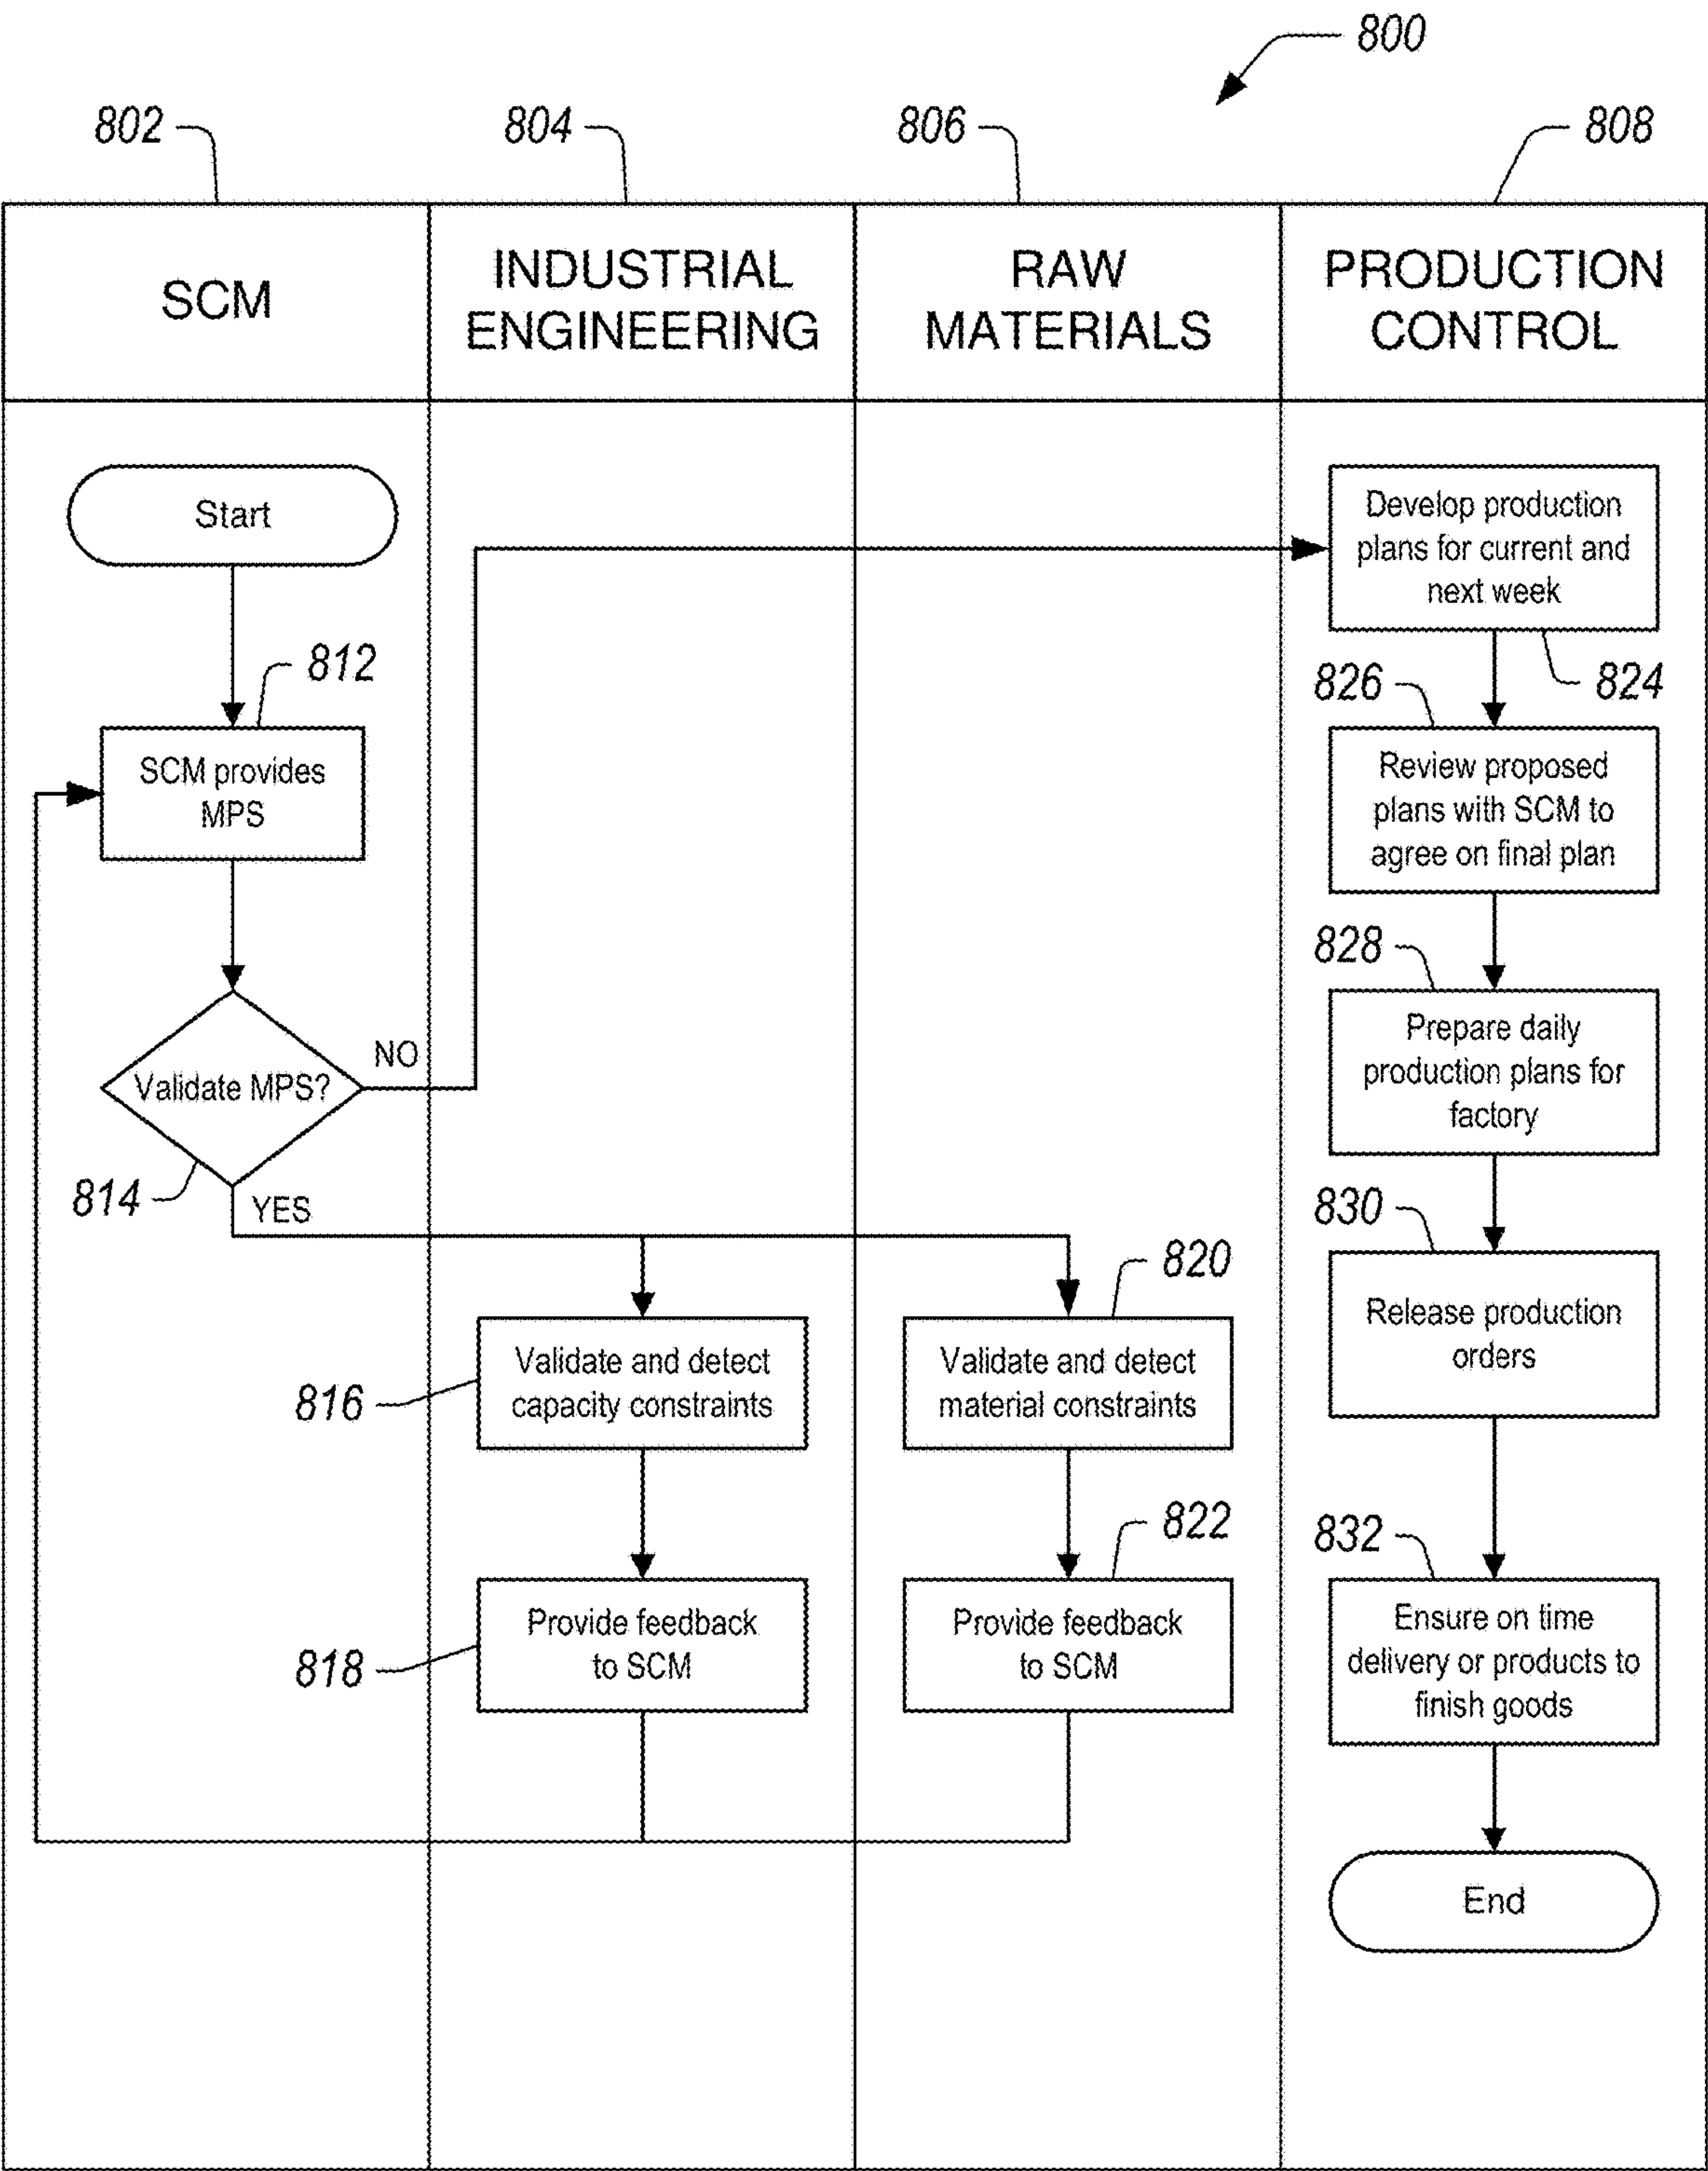 800
802
804
806
808
SCM
INDUSTRIAL
ENGINEERING
RAW
MATERIALS
PRODUCTION
CONTROL
Start
812
SCM provides
MPS
Validate MPS?
NO
814
YES
816
Validate and detect
capacity constraints
818
Provide feedback
to SCM
820
Validate and detect
material constraints
822
Provide feedback
to SCM
Develop production
plans for current and
next week
824
826
Review proposed
plans with SCM to
agree on final plan
828
Prepare daily
production plans for
factory
830
Release production
orders
832
Ensure on time
delivery or products to
finish goods
End